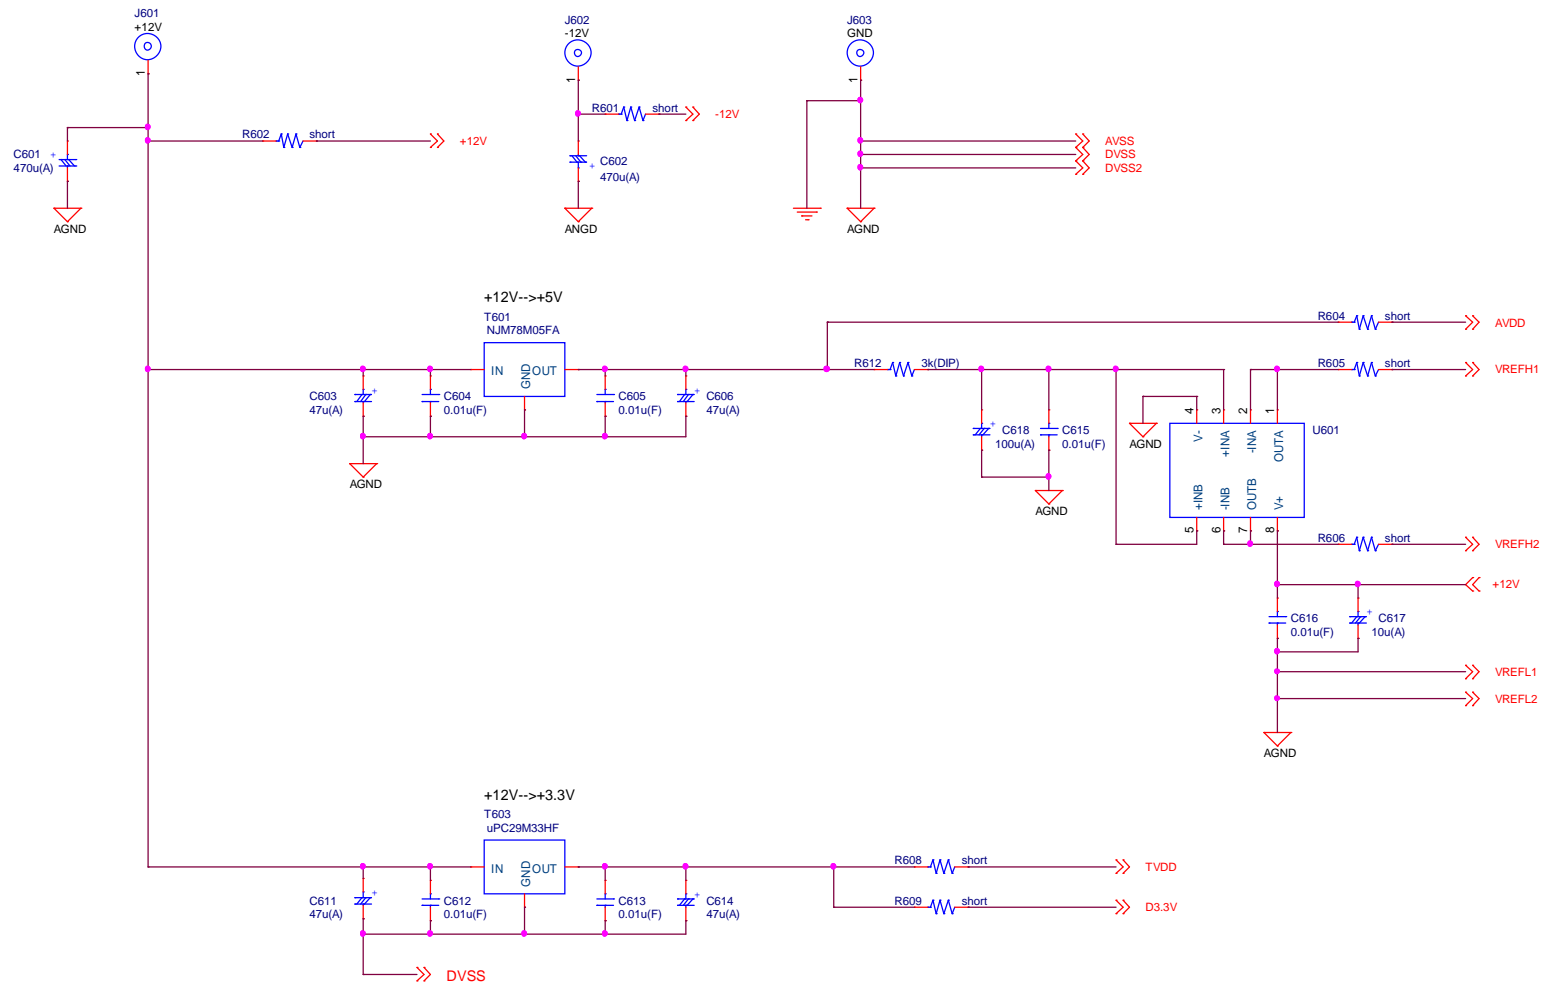 J601
+12V
1
J602
-12V
1
J603
GND
1
R602 short
+12V
C601 +
470u(A)
AGND
R601 short
-12V
C602
+
470u(A)
ANGD
AVSS
DVSS
DVSS2
AGND
+12V-->+5V
T601
NJM78M05FA
IN GND OUT
C603 +
47u(A)
C604
0.01u(F)
C605
0.01u(F)
C606 +
47u(A)
AGND
R604 short
AVDD
R612 3k(DIP)
R605 short
VREFH1
C618 +
100u(A)
C615
0.01u(F)
AGND
AGND
U601
4 3 2 1
V- +INA -INA OUTA
+INB -INB OUTB V+
5 6 7 8
R606 short
VREFH2
+12V
C616
0.01u(F)
C617 +
10u(A)
VREFL1
VREFL2
AGND
+12V-->+3.3V
T603
uPC29M33HF
IN GND OUT
C611 +
47u(A)
C612
0.01u(F)
C613
0.01u(F)
C614 +
47u(A)
R608 short
TVDD
R609 short
D3.3V
DVSS